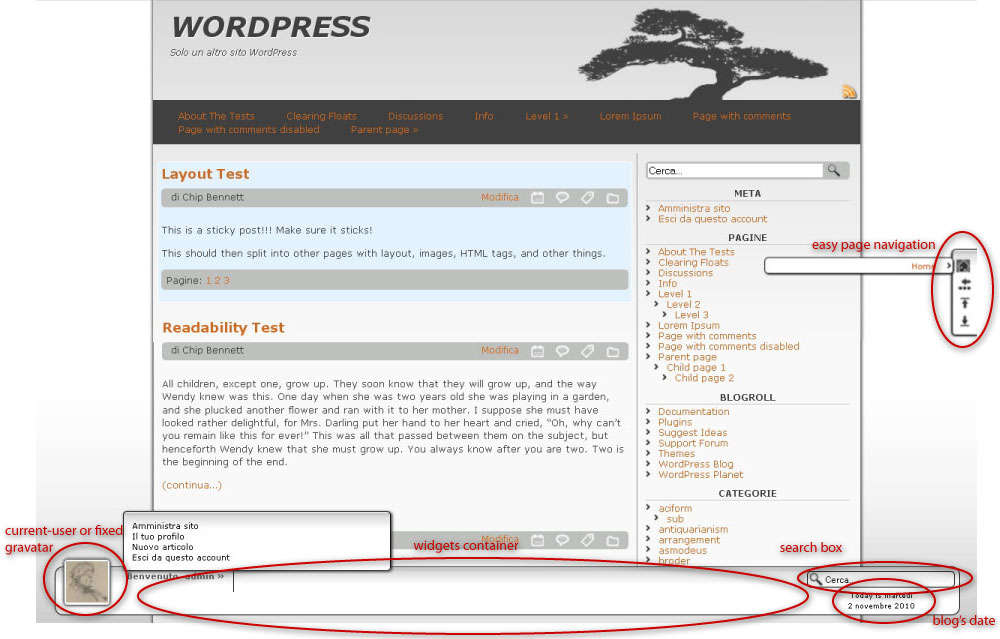 WORDPRESS
Solo un altro sito WordPress
About The Tests Clearing Floats Discussions Info Level 1 » Lorem Ipsum Page with comments
Page with comments disabled Parent page »
Layout Test
di Chip Bennett Modifica
This is a sticky post!!! Make sure it sticks!
This should then split into other pages with layout, images, HTML tags, and other things.
Pagine: 1 2 3
Readability Test
di Chip Bennett Modifica
All children, except one, grow up. They soon know that they will grow up, and the way
Wendy knew was this. One day when she was two years old she was playing in a garden,
and she plucked another flower and ran with it to her mother. I suppose she must have
looked rather delightful, for Mrs. Darling put her hand to her heart and cried, “Oh, why can’t
you remain like this for ever!” This was all that passed between them on the subject, but
henceforth Wendy knew that she must grow up. You always know after you are two. Two is
the beginning of the end.
(continua...)
Cerca...
META
Amministra sito
Esci da questo account
PAGINE
About The Tests
Clearing Floats
Discussions
Info
Level 1
Level 2
Level 3
Lorem Ipsum
Page with comments
Page with comments disabled
Parent page
Child page 1
Child page 2
BLOGROLL
Documentation
Plugins
Suggest Ideas
Support Forum
Themes
WordPress Blog
WordPress Planet
CATEGORIE
aciform
sub
antiquarianism
arrangement
asmodeus
broder
easy page navigation
Home
current-user or fixed
gravatar
Amministra sito
Il tuo profilo
Nuovo articolo
Esci da questo account
Benvenuto, admin »
widgets container
search box
Cerca...
Today is martedì
2 novembre 2010
blog's date